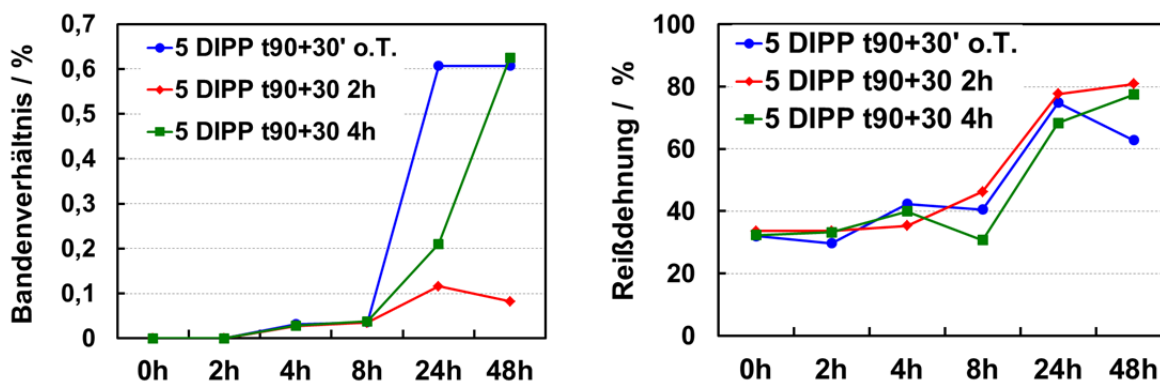 Bandenverhältnis / %
0,7
0,6
0,5
0,4
0,3
0,2
0,1
0
5 DIPP t90+30' o.T.
5 DIPP t90+30 2h
5 DIPP t90+30 4h
0h 2h 4h 8h 24h 48h
Reißdehnung / %
100
80
60
40
20
0
5 DIPP t90+30' o.T.
5 DIPP t90+30 2h
5 DIPP t90+30 4h
0h 2h 4h 8h 24h 48h